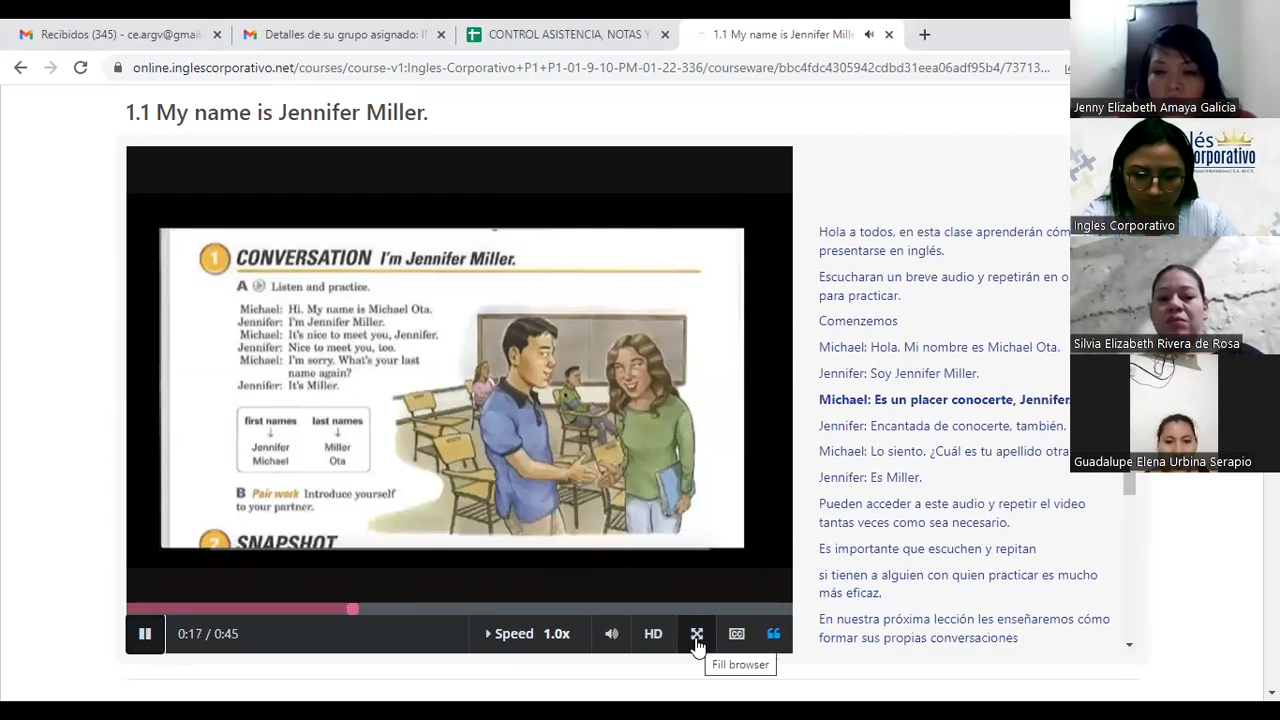 Recibidos (345) - ce.argv@gmail.
Detalles de su grupo asignado: I
CONTROL ASISTENCIA, NOTAS Y
1.1 My name is Jennifer Mille
online.inglescorporativo.net/courses/course-v1:Ingles-Corporativo+P1+P1-01-9-10-PM-01-22-336/courseware/bbc4fdc4305942cdbd31eea06adf95b4/73713...
1.1 My name is Jennifer Miller.
1 CONVERSATION I'm Jennifer Miller.
A Listen and practice.
Michael: Hi. My name is Michael Ota.
Jennifer: I'm Jennifer Miller.
Michael: It's nice to meet you, Jennifer.
Jennifer: Nice to meet you, too.
Michael: I'm sorry. What's your last
name again?
Jennifer: It's Miller.
first names last names
Jennifer Miller
Michael Ota
B Pair work Introduce yourself
to your partner.
2 SNAPSHOT
0:17 / 0:45
Speed 1.0x
HD
CC
Fill browser
Hola a todos, en esta clase aprenderán cóm
presentarse en inglés.
Escucharan un breve audio y repetirán en o
para practicar.
Comenzemos
Michael: Hola. Mi nombre es Michael Ota.
Jennifer: Soy Jennifer Miller.
Michael: Es un placer conocerte, Jennifer.
Jennifer: Encantada de conocerte, también.
Michael: Lo siento. ¿Cuál es tu apellido otra
Jennifer: Es Miller.
Pueden acceder a este audio y repetir el video
tantas veces como sea necesario.
Es importante que escuchen y repitan
si tienen a alguien con quien practicar es mucho
más eficaz.
En nuestra próxima lección les enseñaremos cómo
formar sus propias conversaciones
Jenny Elizabeth Amaya Galicia
lés
orporativo
Ingles Corporativo
Silvia Elizabeth Rivera de Rosa
Guadalupe Elena Urbina Serapio